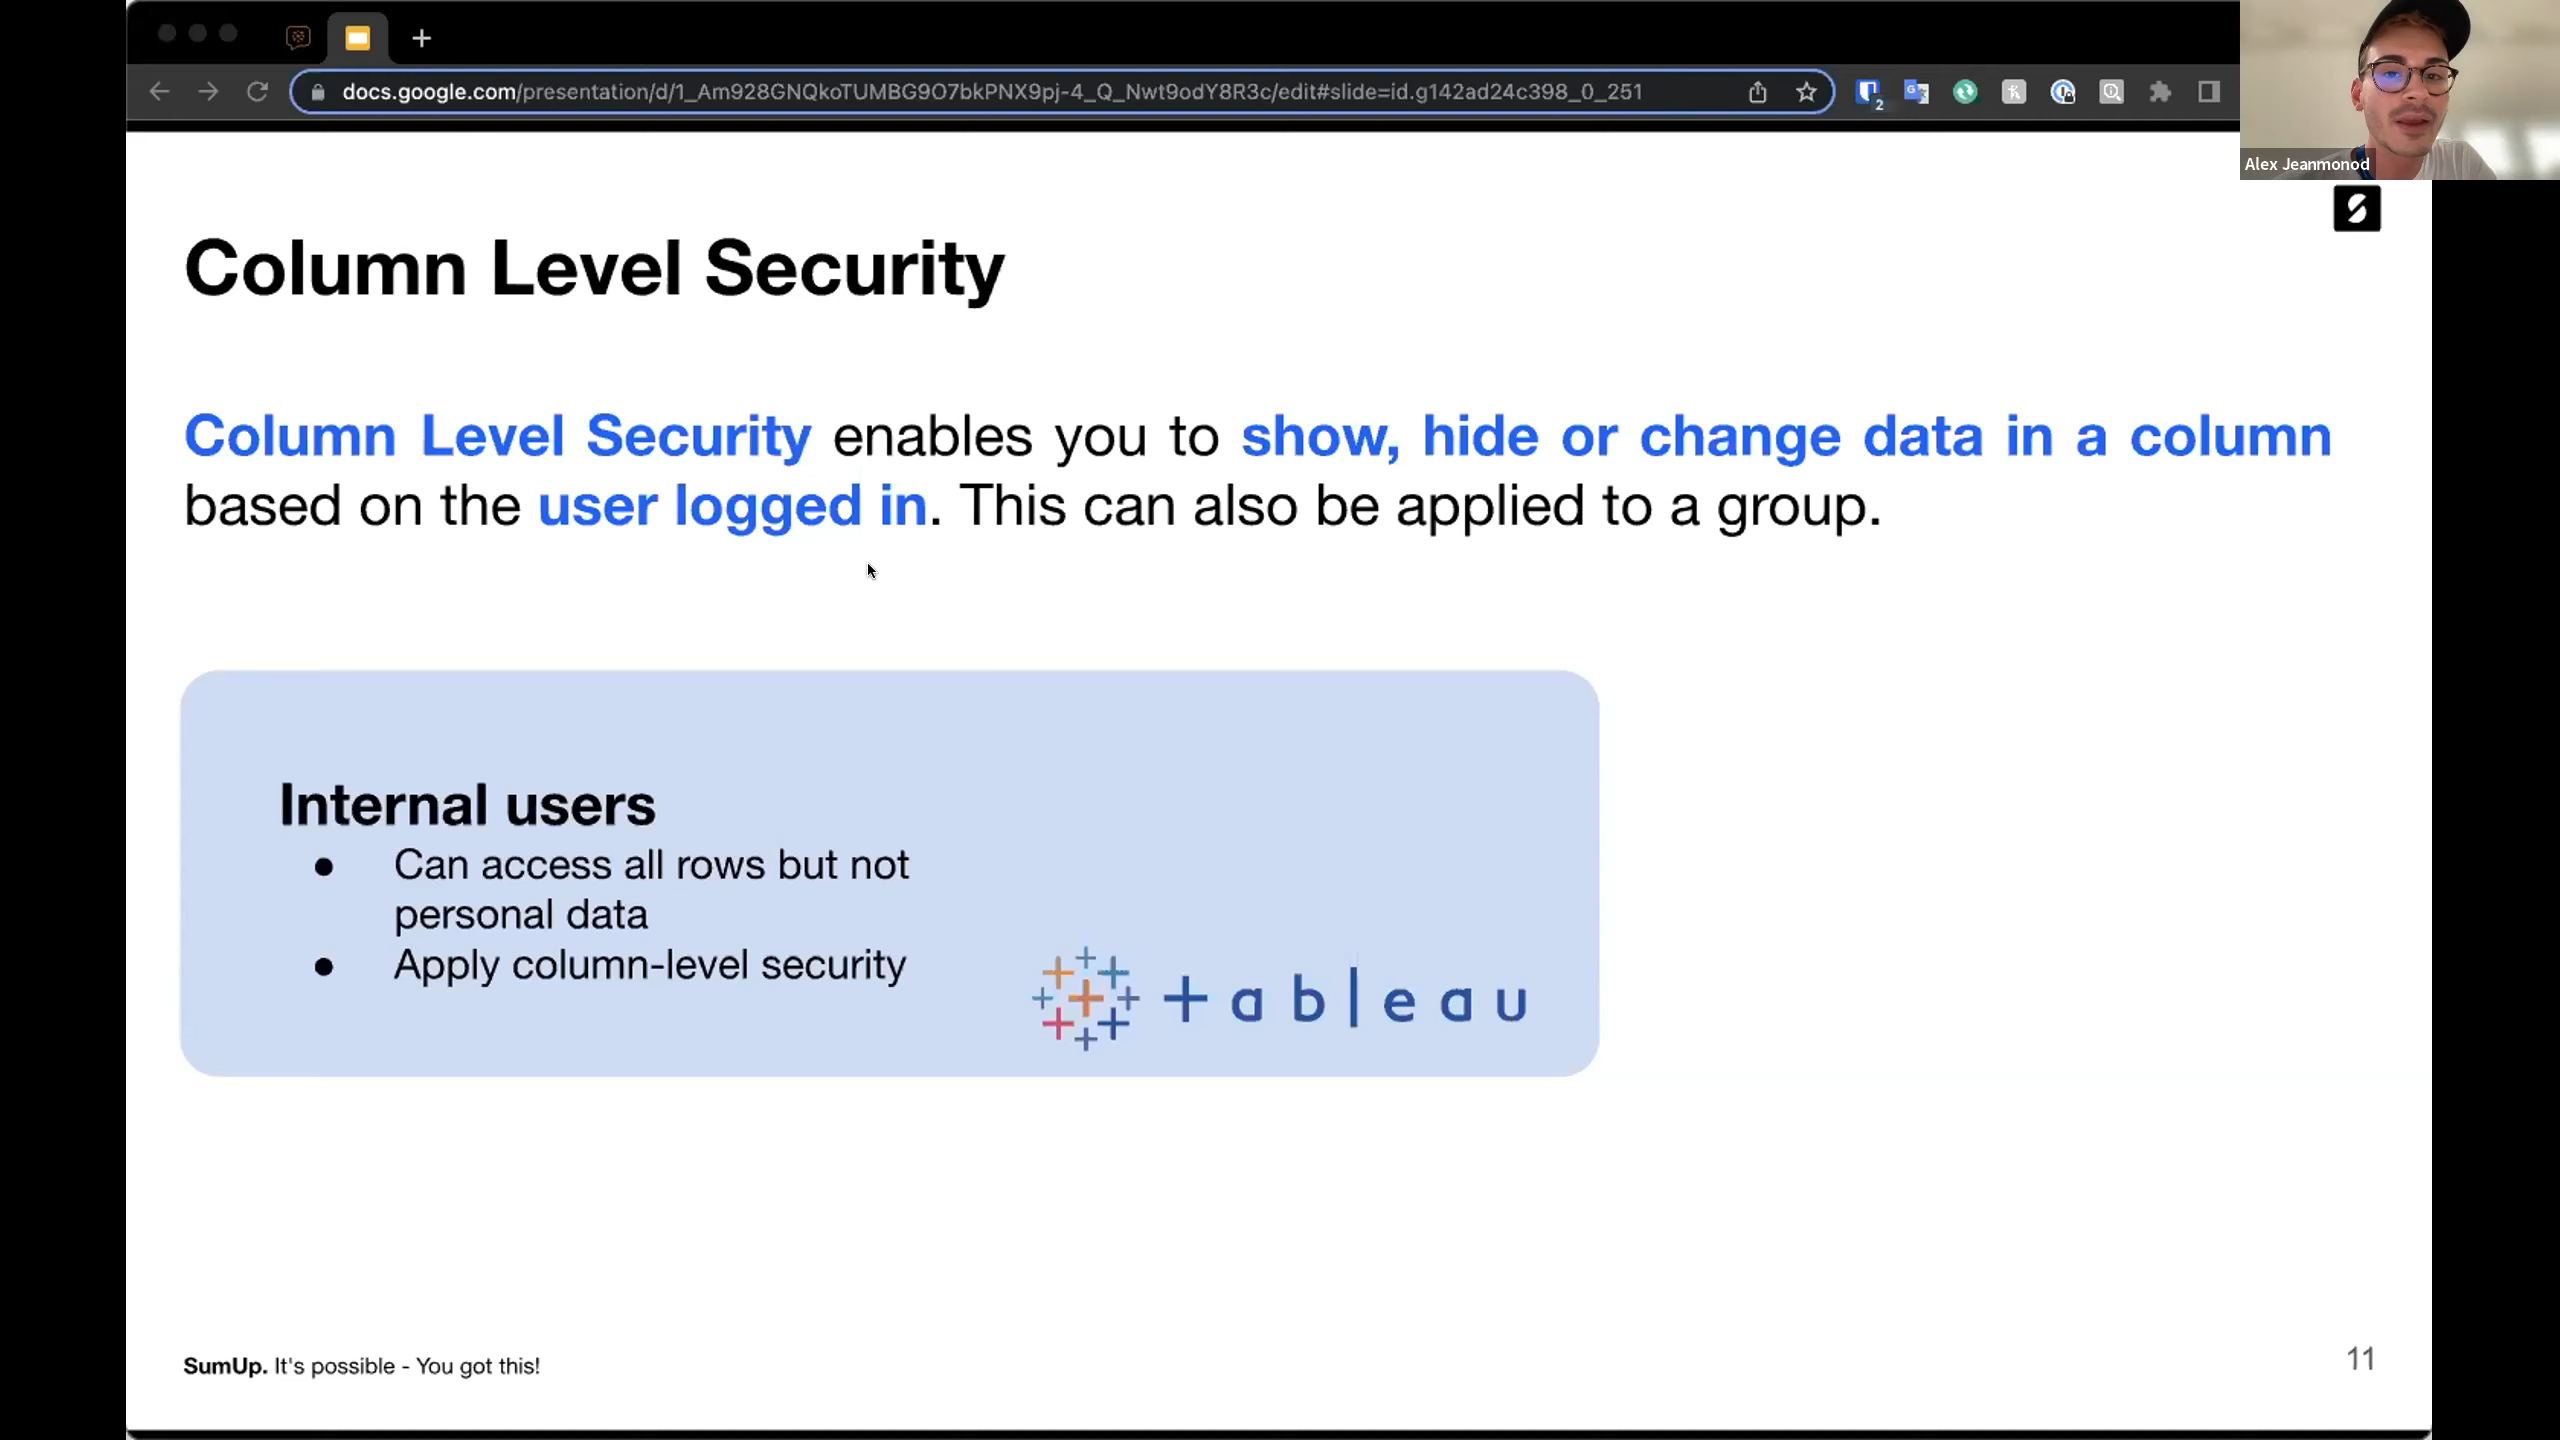 docs.google.com/presentation/d/1_Am928GNQkoTUMBG9O7bkPNX9pj-4_Q_Nwt9odY8R3c/edit#slide=id.g142ad24c398_0_251
2
Alex Jeanmonod
Column Level Security
Column Level Security enables you to show, hide or change data in a column
based on the user logged in. This can also be applied to a group.
Internal users
● Can access all rows but not
personal data
● Apply column-level security
+ableau
SumUp. It's possible - You got this!
11